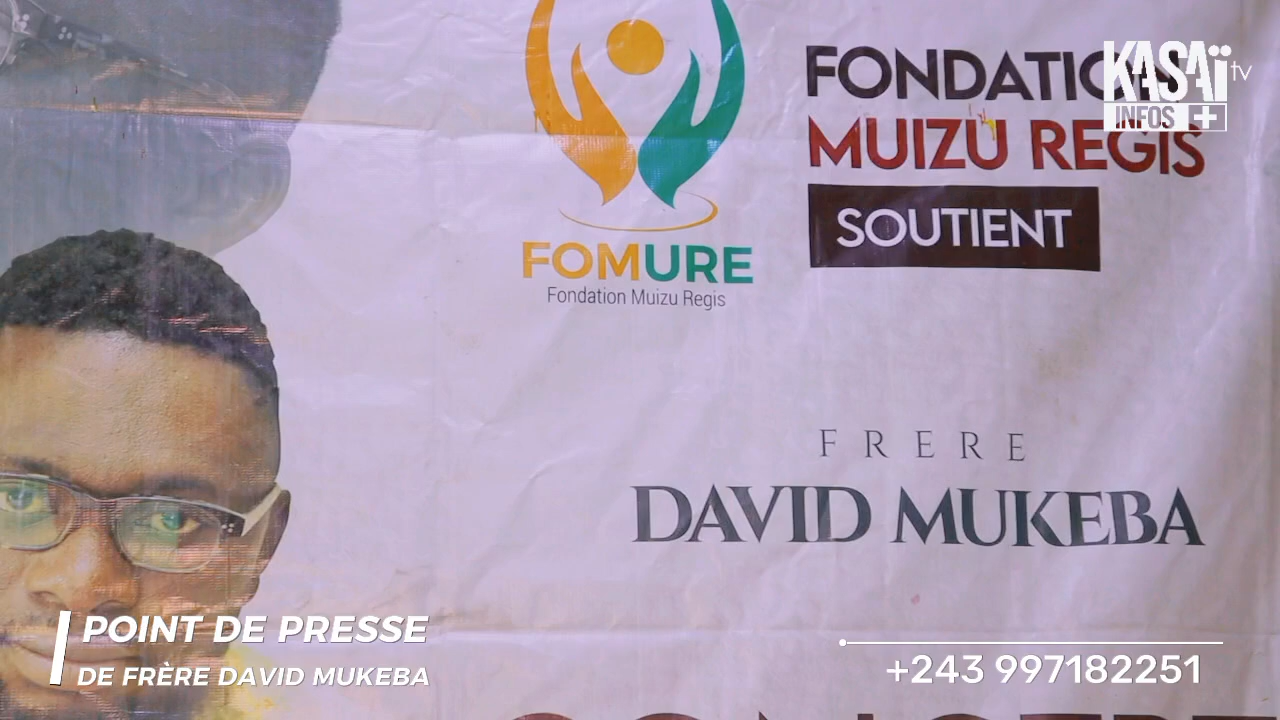 FONDATION
MUIZU REGIS
SOUTIENT
KASAÏ tv
INFOS +
FOMURE
Fondation Muizu Regis
FRERE
DAVID MUKEBA
POINT DE PRESSE
DE FRÈRE DAVID MUKEBA
+243 997182251